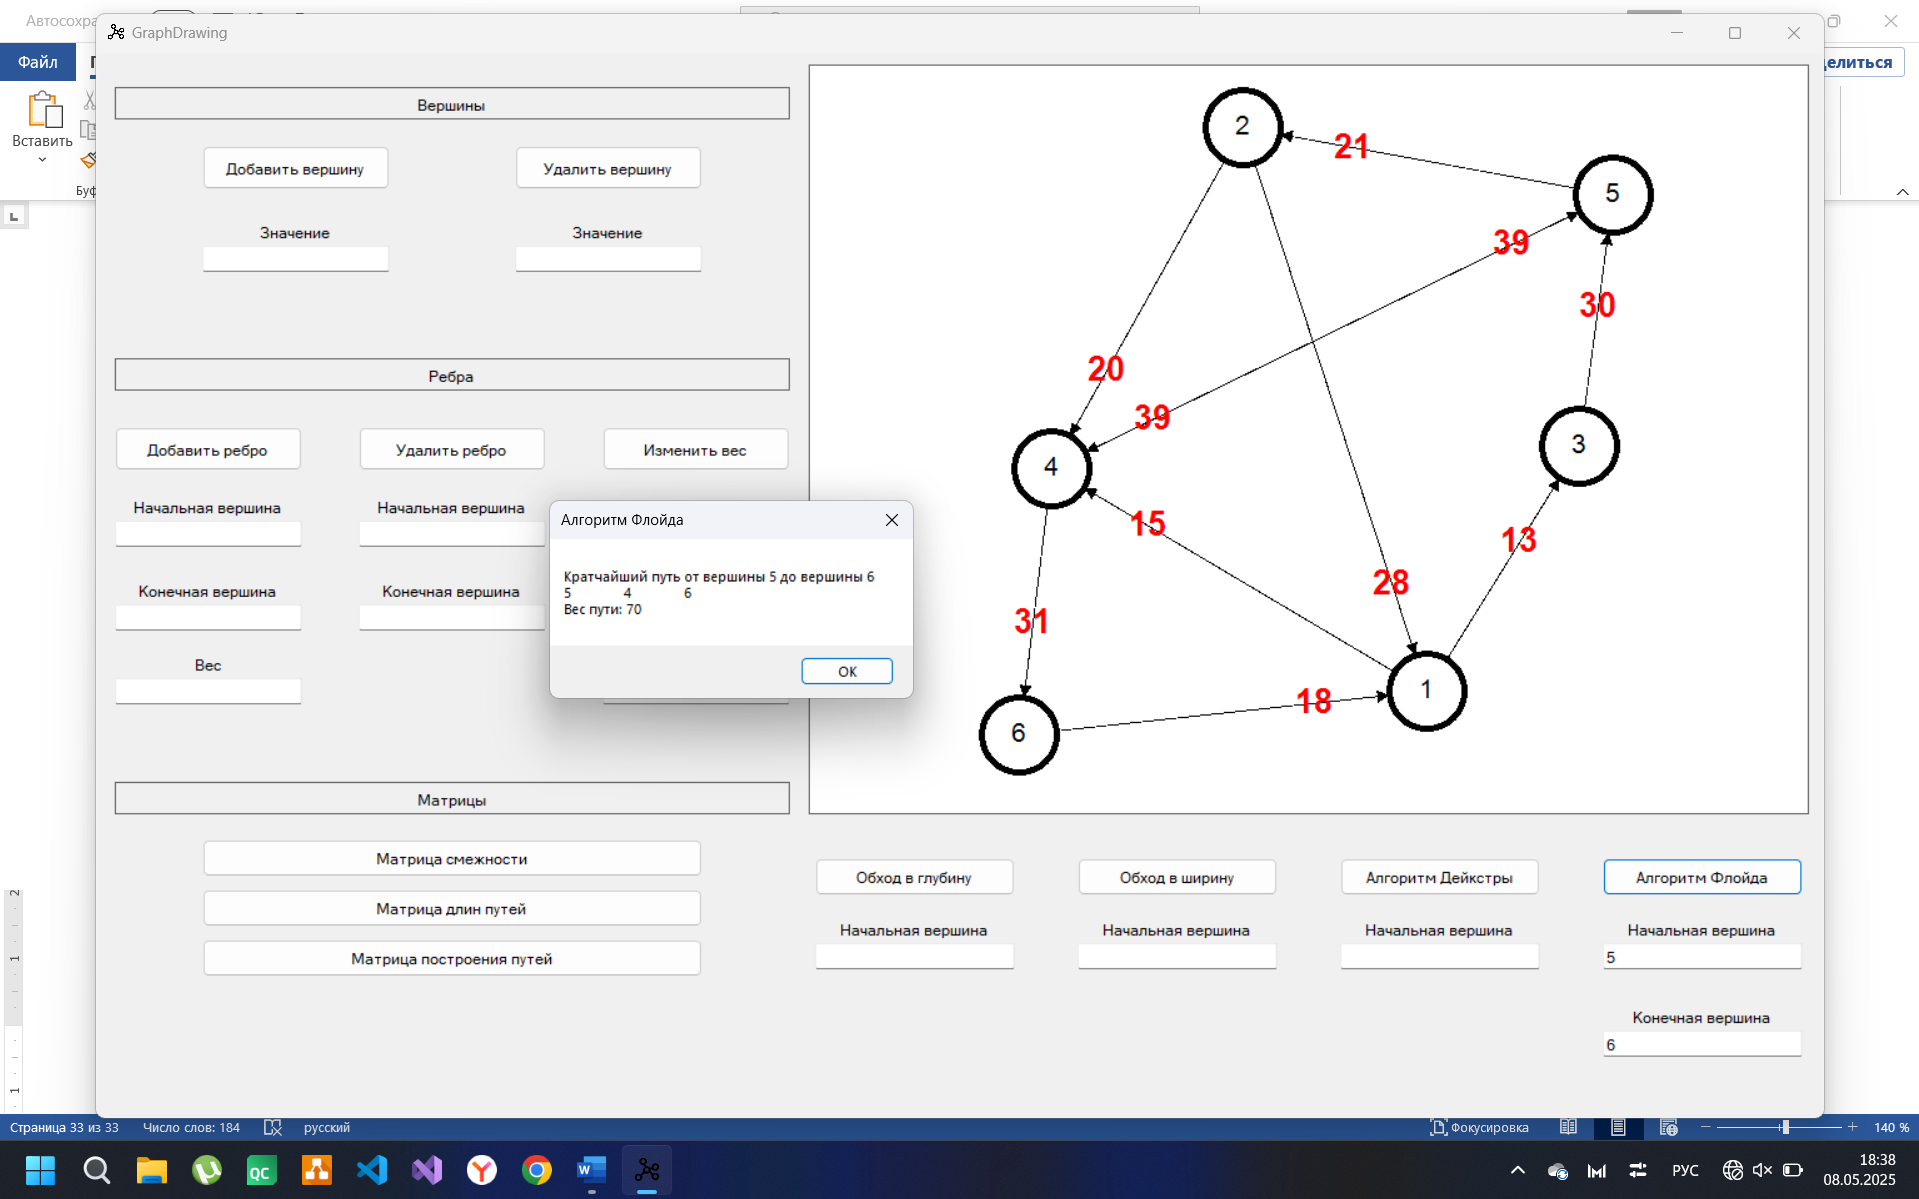 Автосохра
GraphDrawing
Файл
елиться
Вставить
Буф
Вершины
Добавить вершину
Удалить вершину
Значение
Значение
Ребра
Добавить ребро
Удалить ребро
Изменить вес
Начальная вершина
Начальная вершина
Конечная вершина
Конечная вершина
Вес
Алгоритм Флойда
Кратчайший путь от вершины 5 до вершины 6
5 4 6
Вес пути: 70
OK
Матрицы
Матрица смежности
Матрица длин путей
Матрица построения путей
2
21
5
39
30
20
39
4
3
15
13
28
31
1
18
6
Обход в глубину
Обход в ширину
Алгоритм Дейкстры
Алгоритм Флойда
Начальная вершина
Начальная вершина
Начальная вершина
Начальная вершина
5
Конечная вершина
6
2
1
1
Страница 33 из 33
Число слов: 184
русский
Фокусировка
140 %
QC
РУС
18:38
08.05.2025